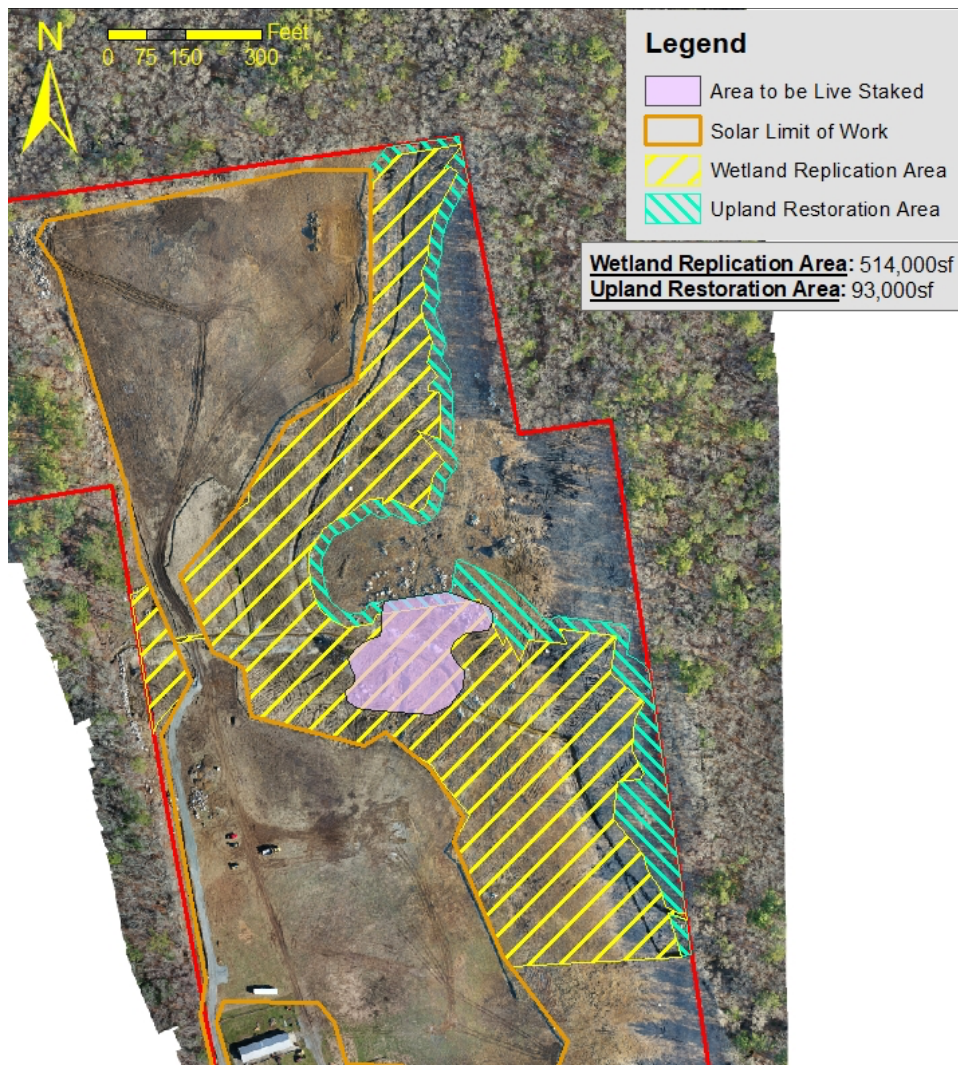 N
Feet
0 75 150 300
Legend
Area to be Live Staked
Solar Limit of Work
Wetland Replication Area
Upland Restoration Area
Wetland Replication Area: 514,000sf
Upland Restoration Area: 93,000sf